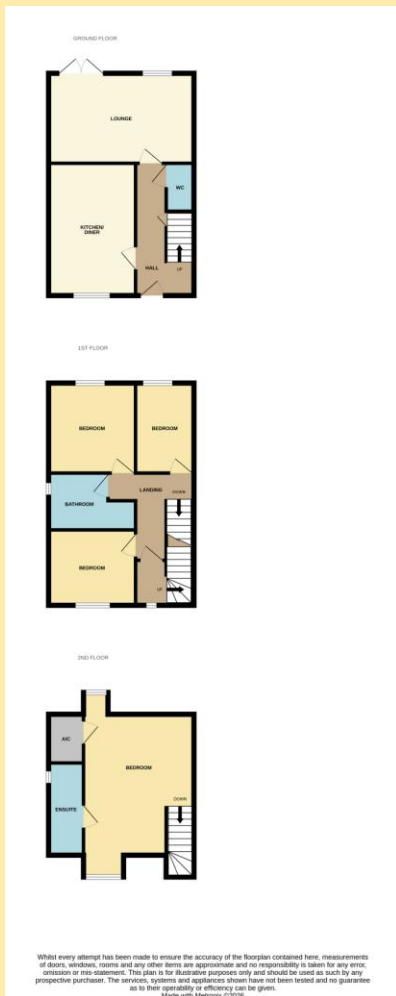 GROUND FLOOR
LOUNGE
WC
KITCHEN/
DINER
HALL
UP
1ST FLOOR
BEDROOM
BEDROOM
LANDING
DOWN
BATHROOM
BEDROOM
UP
2ND FLOOR
A/C
BEDROOM
DOWN
ENSUITE
Whilst every attempt has been made to ensure the accuracy of the floorplan contained here, measurements
of doors, windows, rooms and any other items are approximate and no responsibility is taken for any error,
omission or mis-statement. This plan is for illustrative purposes only and should be used as such by any
prospective purchaser. The services, systems and appliances shown have not been tested and no guarantee
as to their operability or efficiency can be given.
Made with Metropix ©2026